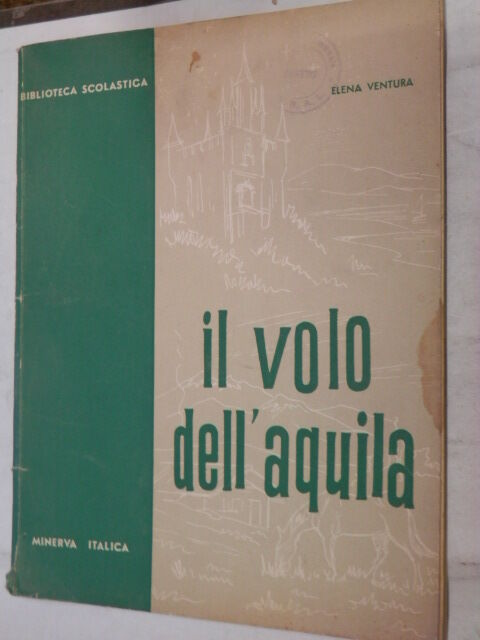 BIBLIOTECA SCOLASTICA
ELENA VENTURA
il volo
dell'aquila
MINERVA ITALICA